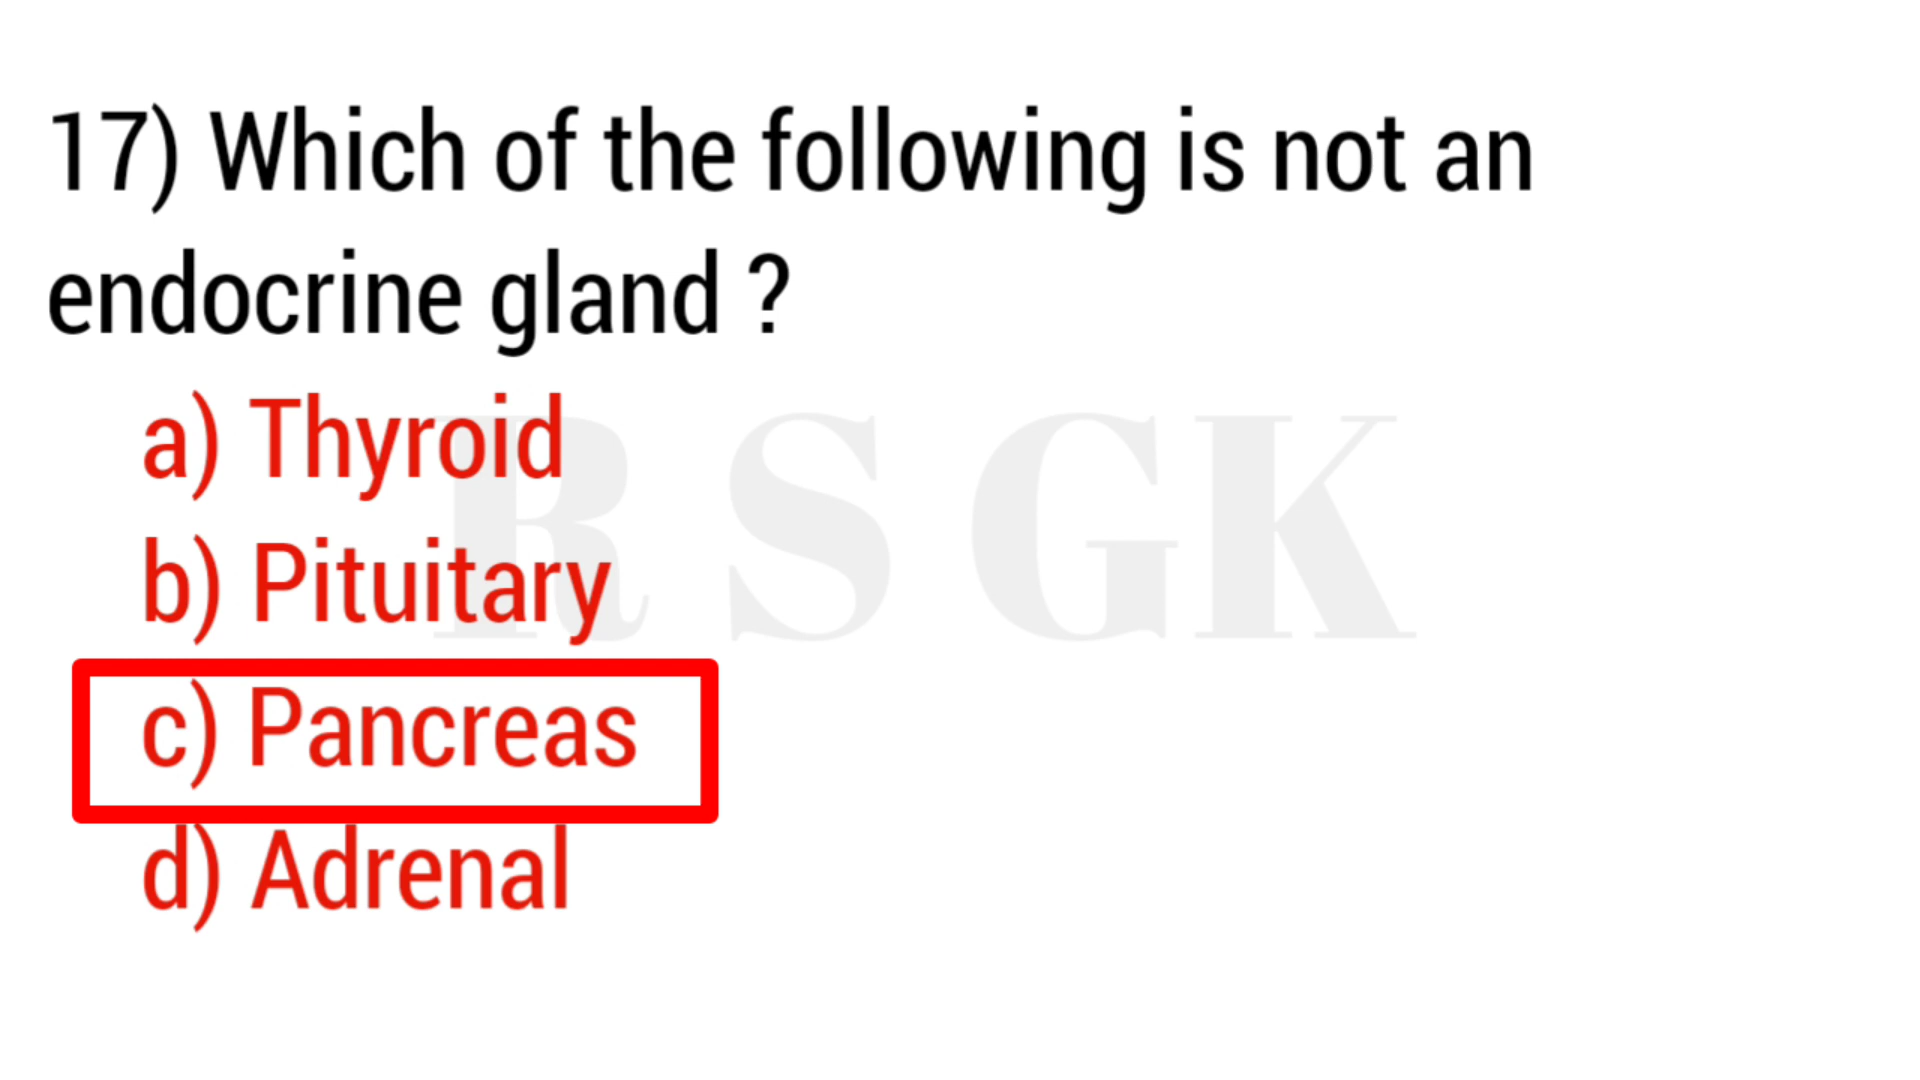 17) Which of the following is not an
endocrine gland ?
a) Thyroid
b) Pituitary
c) Pancreas
d) Adrenal
R S GK